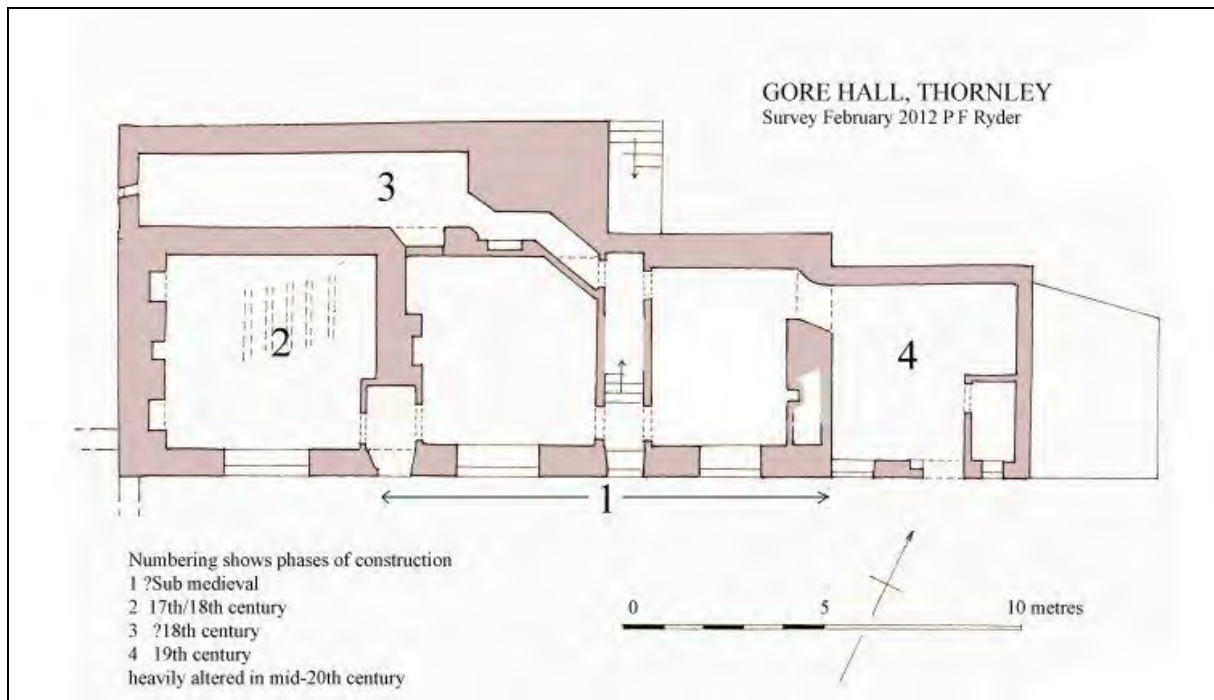 GORE HALL, THORNLEY
Survey February 2012 P F Ryder
3
2
4
1
Numbering shows phases of construction
1 ?Sub medieval
2 17th/18th century
3 ?18th century
4 19th century
heavily altered in mid-20th century
0 5 10 metres